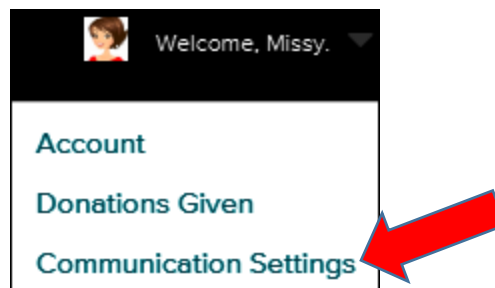 Welcome, Missy.
Account
Donations Given
Communication Settings